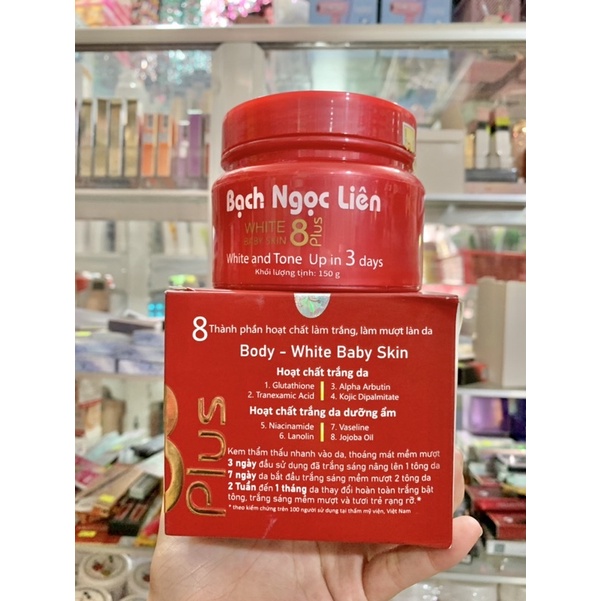 Bạch Ngọc Liên
WHITE
BABY SKIN 8 Plus
White and Tone Up in 3 days
Khối lượng tịnh: 150 g
8 Thành phần hoạt chất làm trắng, làm mượt làn da
Body - White Baby Skin
Hoạt chất trắng da
1. Glutathione 3. Alpha Arbutin
2. Tranexamic Acid 4. Kojic Dipalmitate
Hoạt chất trắng da dưỡng ẩm
5. Niacinamide 7. Vaseline
6. Lanolin 8. Jojoba Oil
Kem thẩm thấu nhanh vào da, thoáng mát mềm mượt
3 ngày đầu sử dụng đã trắng sáng nâng lên 1 tông da
7 ngày da bắt đầu trắng sáng mềm mượt 2 tông da
2 Tuần đến 1 tháng da thay đổi hoàn toàn trắng bật
tông, trắng sáng mềm mượt và tươi trẻ rạng rỡ.*
* theo kiểm chứng trên 100 người sử dụng tại thẩm mỹ viện, Việt Nam
8 plus